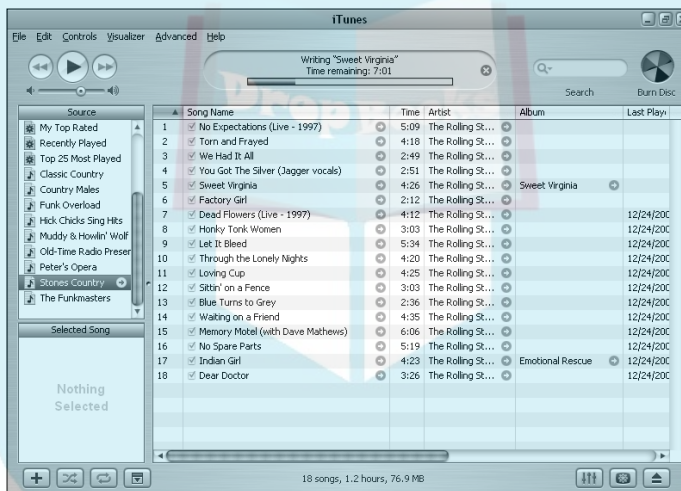 iTunes
File Edit Controls Visualizer Advanced Help
Writing "Sweet Virginia"
Time remaining: 7:01
Search
Burn Disc
Source
My Top Rated
Recently Played
Top 25 Most Played
Classic Country
Country Males
Funk Overload
Hick Chicks Sing Hits
Muddy & Howlin' Wolf
Old-Time Radio Preser
Peter's Opera
Stones Country
The Funkmasters
Selected Song
Nothing
Selected
Song Name Time Artist Album Last Playe
1 No Expectations (Live - 1997) 5:09 The Rolling St...
2 Torn and Frayed 4:18 The Rolling St...
3 We Had It All 2:49 The Rolling St...
4 You Got The Silver (Jagger vocals) 2:51 The Rolling St...
5 Sweet Virginia 4:26 The Rolling St... Sweet Virginia
6 Factory Girl 2:12 The Rolling St...
7 Dead Flowers (Live - 1997) 4:12 The Rolling St... 12/24/200
8 Honky Tonk Women 3:03 The Rolling St... 12/24/200
9 Let It Bleed 5:34 The Rolling St... 12/24/200
10 Through the Lonely Nights 4:20 The Rolling St... 12/24/200
11 Loving Cup 4:25 The Rolling St... 12/24/200
12 Sittin' on a Fence 3:03 The Rolling St... 12/24/200
13 Blue Turns to Grey 2:36 The Rolling St... 12/24/200
14 Waiting on a Friend 4:35 The Rolling St... 12/24/200
15 Memory Motel (with Dave Mathews) 6:06 The Rolling St... 12/24/200
16 No Spare Parts 5:19 The Rolling St... 12/24/200
17 Indian Girl 4:23 The Rolling St... Emotional Rescue 12/24/200
18 Dear Doctor 3:26 The Rolling St... 12/24/200
18 songs, 1.2 hours, 76.9 MB